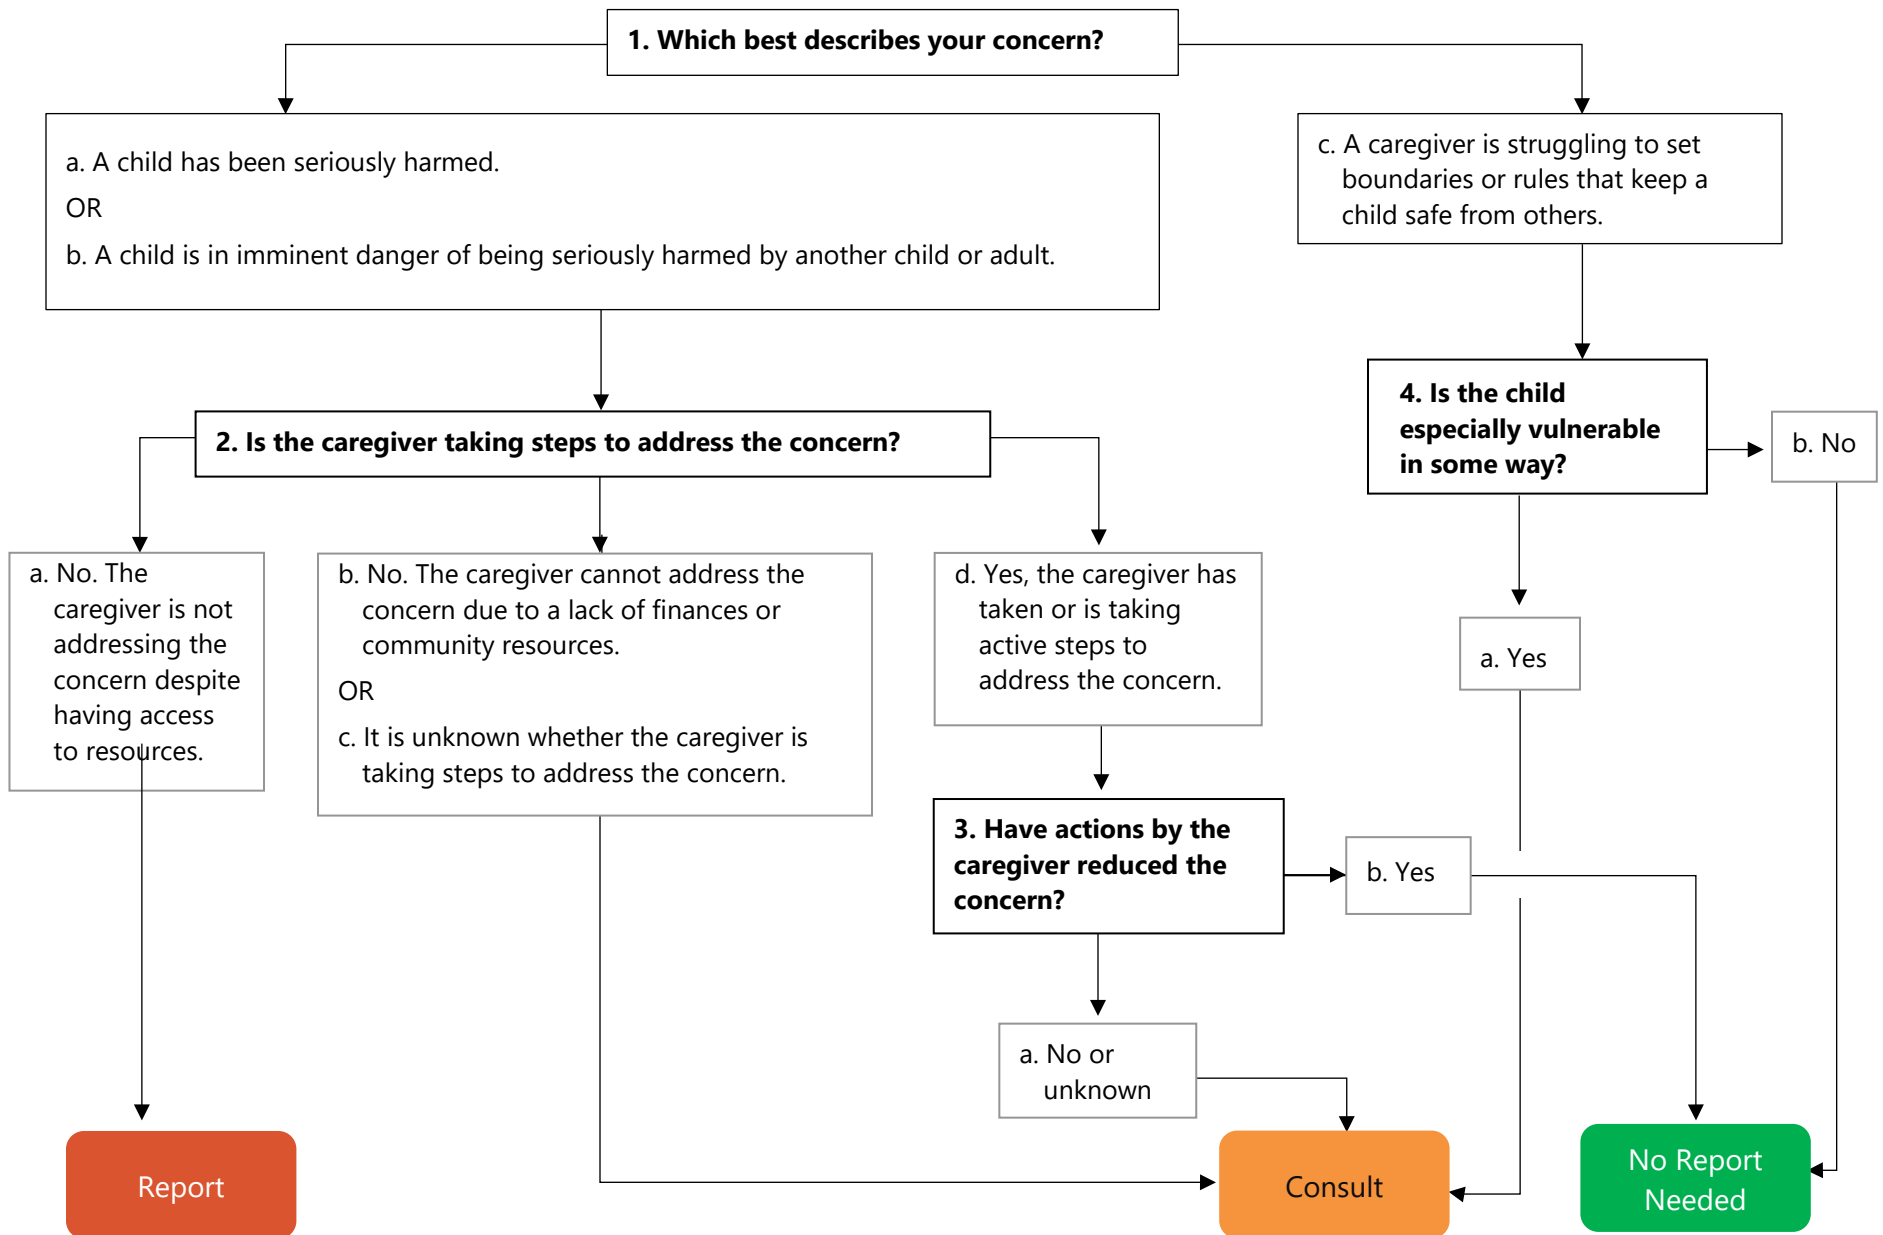 1. Which best describes your concern?
a. A child has been seriously harmed.
OR
b. A child is in imminent danger of being seriously harmed by another child or adult.
c. A caregiver is struggling to set
boundaries or rules that keep a
child safe from others.
2. Is the caregiver taking steps to address the concern?
4. Is the child
especially vulnerable
in some way?
b. No
a. No. The
caregiver is not
addressing the
concern despite
having access
to resources.
b. No. The caregiver cannot address the
concern due to a lack of finances or
community resources.
OR
c. It is unknown whether the caregiver is
taking steps to address the concern.
d. Yes, the caregiver has
taken or is taking
active steps to
address the concern.
a. Yes
3. Have actions by the
caregiver reduced the
concern?
b. Yes
a. No or
unknown
Report
Consult
No Report
Needed